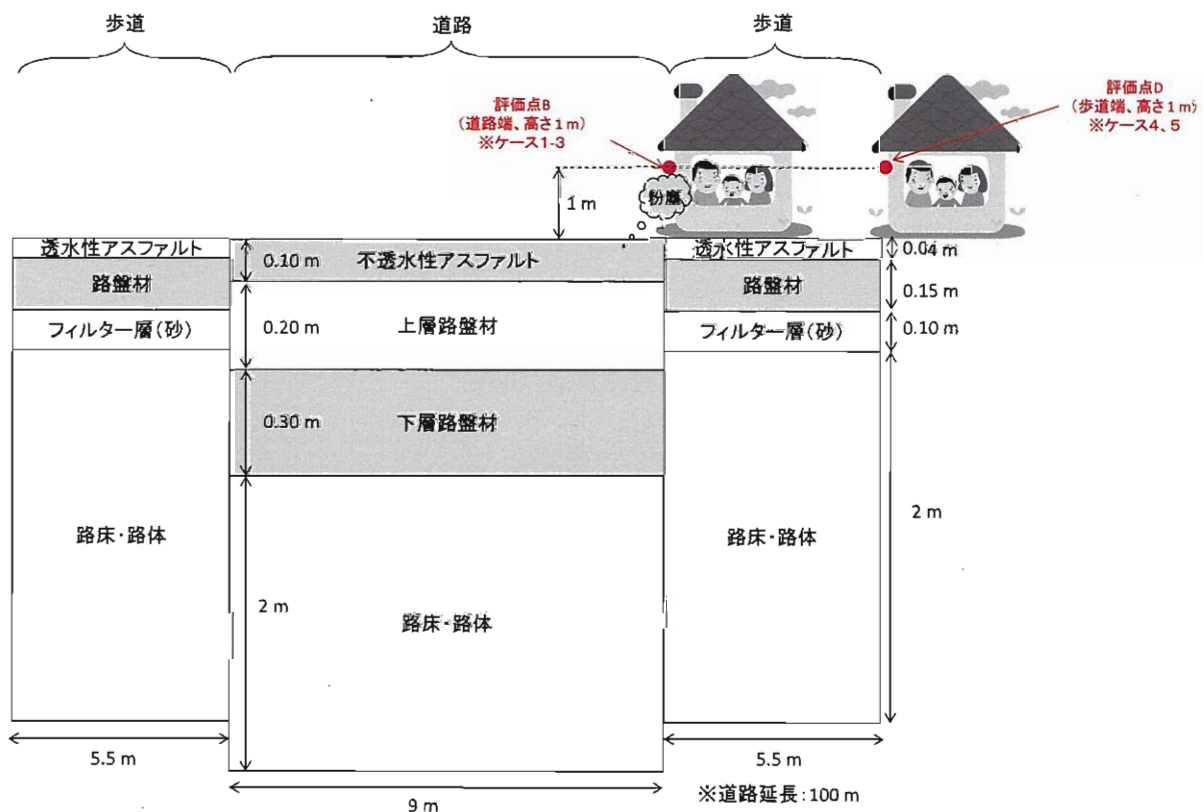 歩道
道路
歩道
評価点B
(道路端、高さ1m)
※ケース1-3
評価点D
(歩道端、高さ1m)
※ケース4、5
粉塵
1 m
透水性アスファルト
0.10 m
不透水性アスファルト
透水性アスファルト
0.04 m
路盤材
路盤材
0.15 m
0.20 m
上層路盤材
フィルター層(砂)
フィルター層(砂)
0.10 m
0.30 m
下層路盤材
路床・路体
路床・路体
2 m
2 m
路床・路体
5.5 m
5.5 m
9 m
※道路延長:100 m